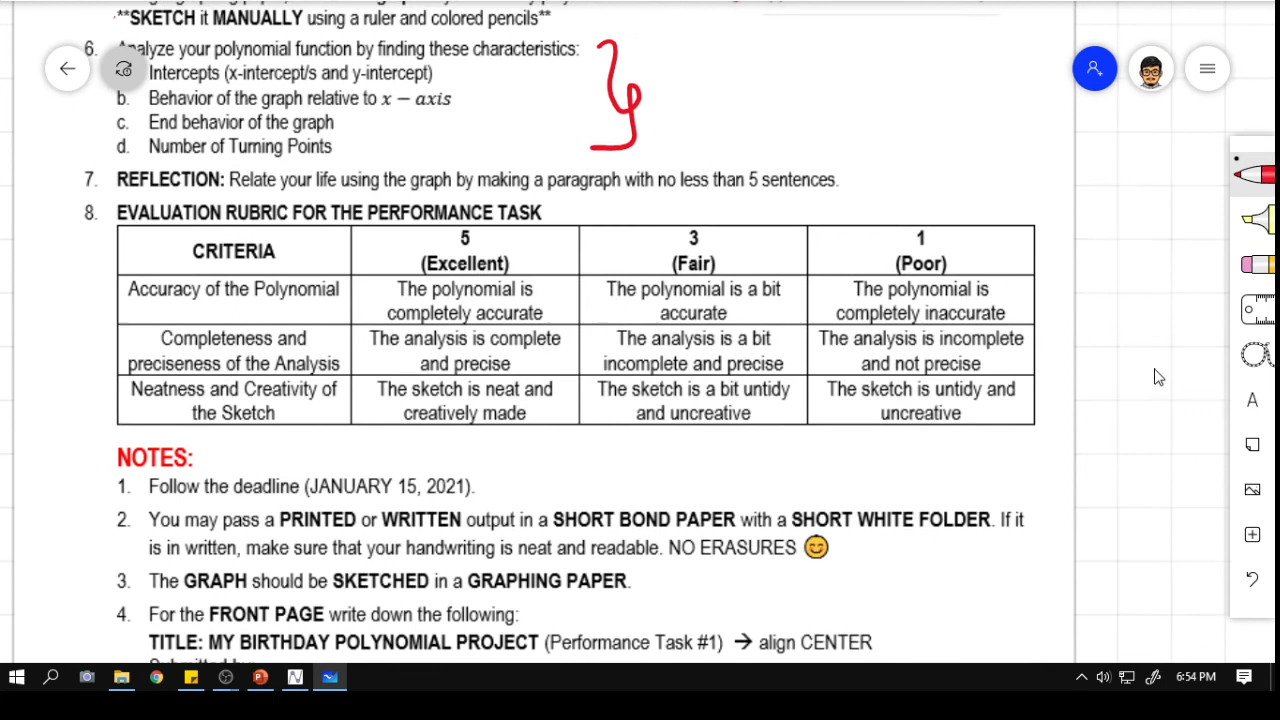 **SKETCH it MANUALLY using a ruler and colored pencils**
6. Analyze your polynomial function by finding these characteristics:
Intercepts (x-intercept/s and y-intercept)
b. Behavior of the graph relative to x – axis
c. End behavior of the graph
d. Number of Turning Points
7. REFLECTION: Relate your life using the graph by making a paragraph with no less than 5 sentences.
8. EVALUATION RUBRIC FOR THE PERFORMANCE TASK
CRITERIA
5
(Excellent)
3
(Fair)
1
(Poor)
Accuracy of the Polynomial
The polynomial is
completely accurate
The polynomial is a bit
accurate
The polynomial is
completely inaccurate
Completeness and
preciseness of the Analysis
The analysis is complete
and precise
The analysis is a bit
incomplete and precise
The analysis is incomplete
and not precise
Neatness and Creativity of
the Sketch
The sketch is neat and
creatively made
The sketch is a bit untidy
and uncreative
The sketch is untidy and
uncreative
NOTES:
1. Follow the deadline (JANUARY 15, 2021).
2. You may pass a PRINTED or WRITTEN output in a SHORT BOND PAPER with a SHORT WHITE FOLDER. If it
is in written, make sure that your handwriting is neat and readable. NO ERASURES 😊
3. The GRAPH should be SKETCHED in a GRAPHING PAPER.
4. For the FRONT PAGE write down the following:
TITLE: MY BIRTHDAY POLYNOMIAL PROJECT (Performance Task #1) → align CENTER
6:54 PM